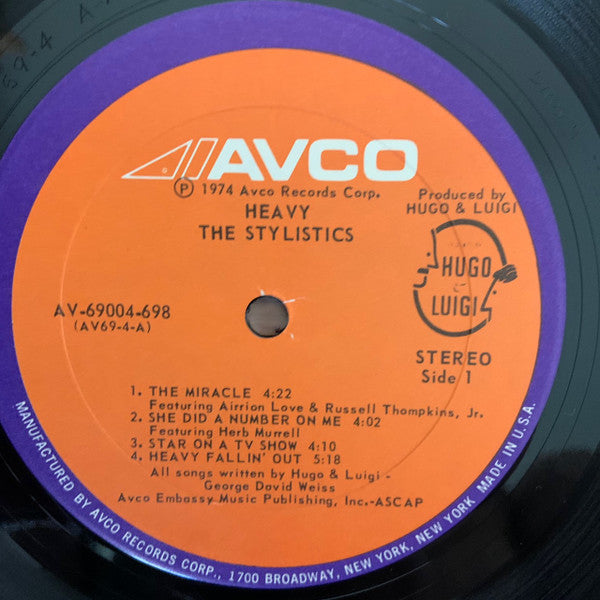 AVCO
Ⓟ 1974 Avco Records Corp.
HEAVY
THE STYLISTICS
Produced by
HUGO & LUIGI
HUGO
&
LUIGI
AV-69004-698
(AV69-4-A)
STEREO
Side 1
1. THE MIRACLE 4:22
Featuring Airrion Love & Russell Thompkins, Jr.
2. SHE DID A NUMBER ON ME 4:02
Featuring Herb Murrell
3. STAR ON A TV SHOW 4:10
4. HEAVY FALLIN' OUT 5:18
All songs written by Hugo & Luigi -
George David Weiss
Avco Embassy Music Publishing, Inc.-ASCAP
MANUFACTURED BY AVCO RECORDS CORP., 1700 BROADWAY, NEW YORK, NEW YORK MADE IN U.S.A.